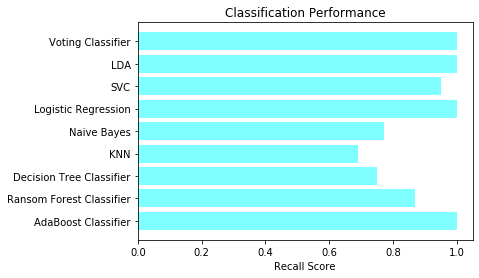 Classification Performance
Voting Classifier
LDA
SVC
Logistic Regression
Naive Bayes
KNN
Decision Tree Classifier
Ransom Forest Classifier
AdaBoost Classifier
0.0 0.2 0.4 0.6 0.8 1.0
Recall Score